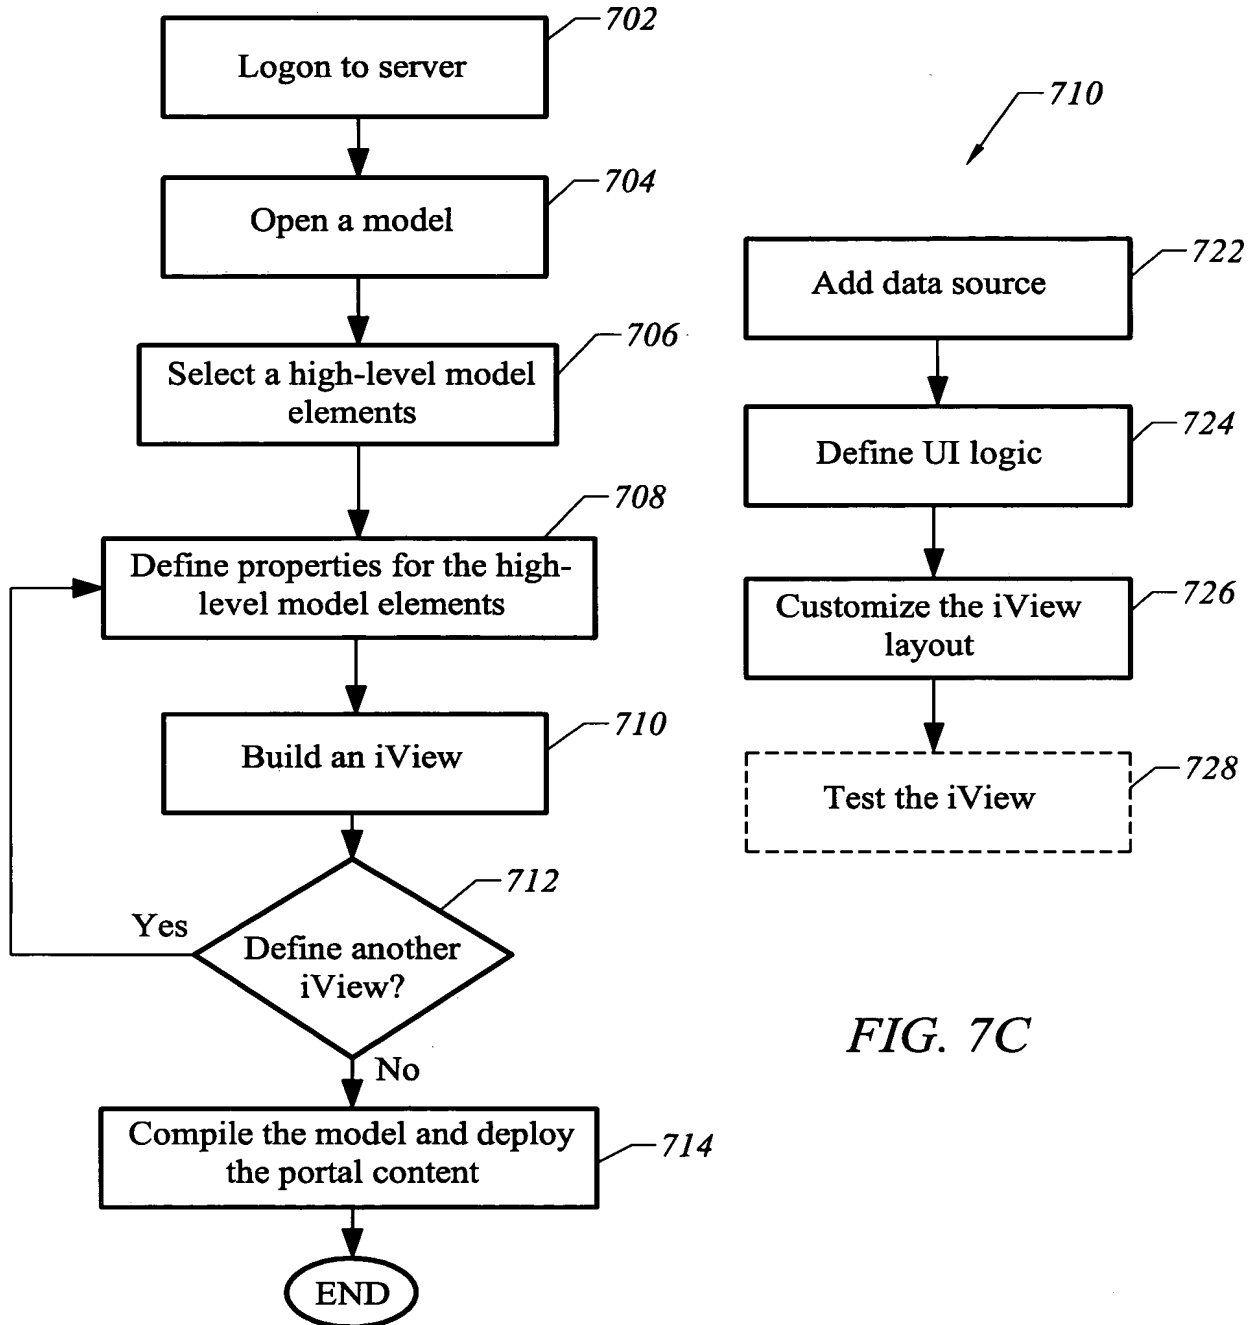 702
Logon to server
704
Open a model
706
Select a high-level model
elements
708
Define properties for the high-
level model elements
710
Build an iView
712
Yes
Define another
iView?
No
Compile the model and deploy
the portal content
714
END
710
722
Add data source
724
Define UI logic
Customize the iView
layout
726
728
Test the iView
FIG. 7C